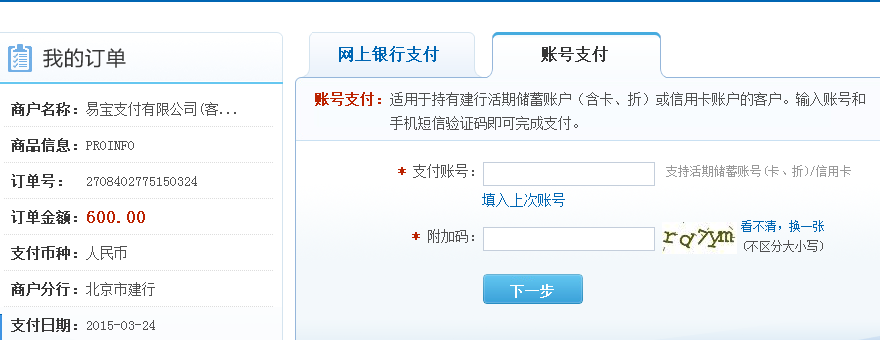 我的订单
商户名称：易宝支付有限公司(客...
商品信息：PROINFO
订单号： 2708402775150324
订单金额：600.00
支付币种：人民币
商户分行：北京市建行
支付日期：2015-03-24
网上银行支付
账号支付
账号支付：适用于持有建行活期储蓄账户（含卡、折）或信用卡账户的客户。输入账号和
手机短信验证码即可完成支付。
* 支付账号： 支持活期储蓄账号(卡、折)/信用卡
填入上次账号
* 附加码： rd7ym 看不清，换一张
(不区分大小写)
下一步